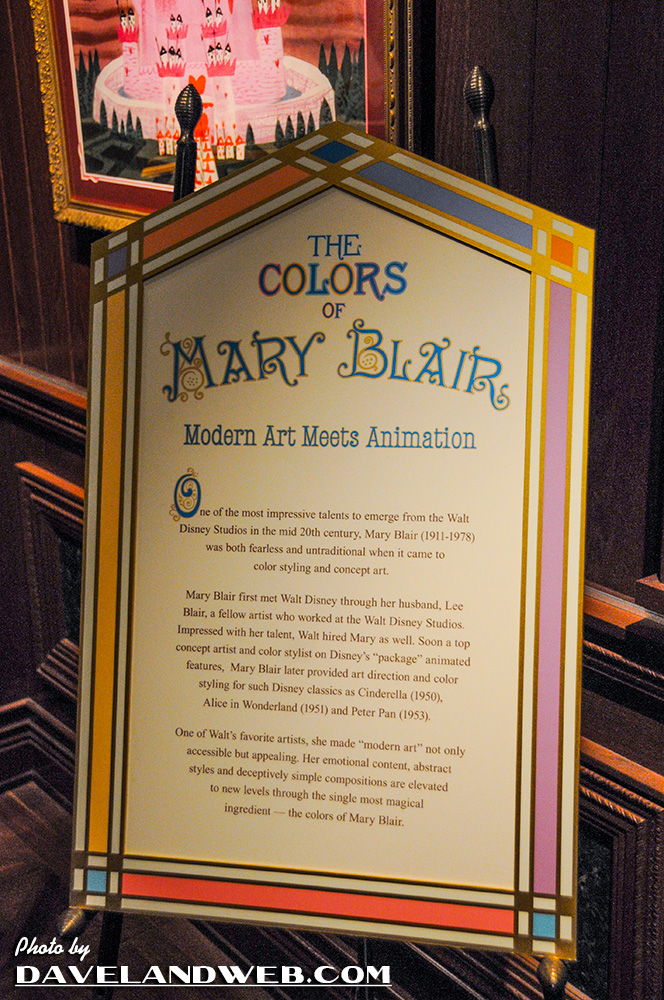 THE
COLORS
OF
MARY BLAIR
Modern Art Meets Animation
One of the most impressive talents to emerge from the Walt
Disney Studios in the mid 20th century, Mary Blair (1911-1978)
was both fearless and untraditional when it came to
color styling and concept art.
Mary Blair first met Walt Disney through her husband, Lee
Blair, a fellow artist who worked at the Walt Disney Studios.
Impressed with her talent, Walt hired Mary as well. Soon a top
concept artist and color stylist on Disney's "package" animated
features, Mary Blair later provided art direction and color
styling for such Disney classics as Cinderella (1950),
Alice in Wonderland (1951) and Peter Pan (1953).
One of Walt's favorite artists, she made "modern art" not only
accessible but appealing. Her emotional content, abstract
styles and deceptively simple compositions are elevated
to new levels through the single most magical
ingredient — the colors of Mary Blair.
Photo by
DAVELANDWEB.COM